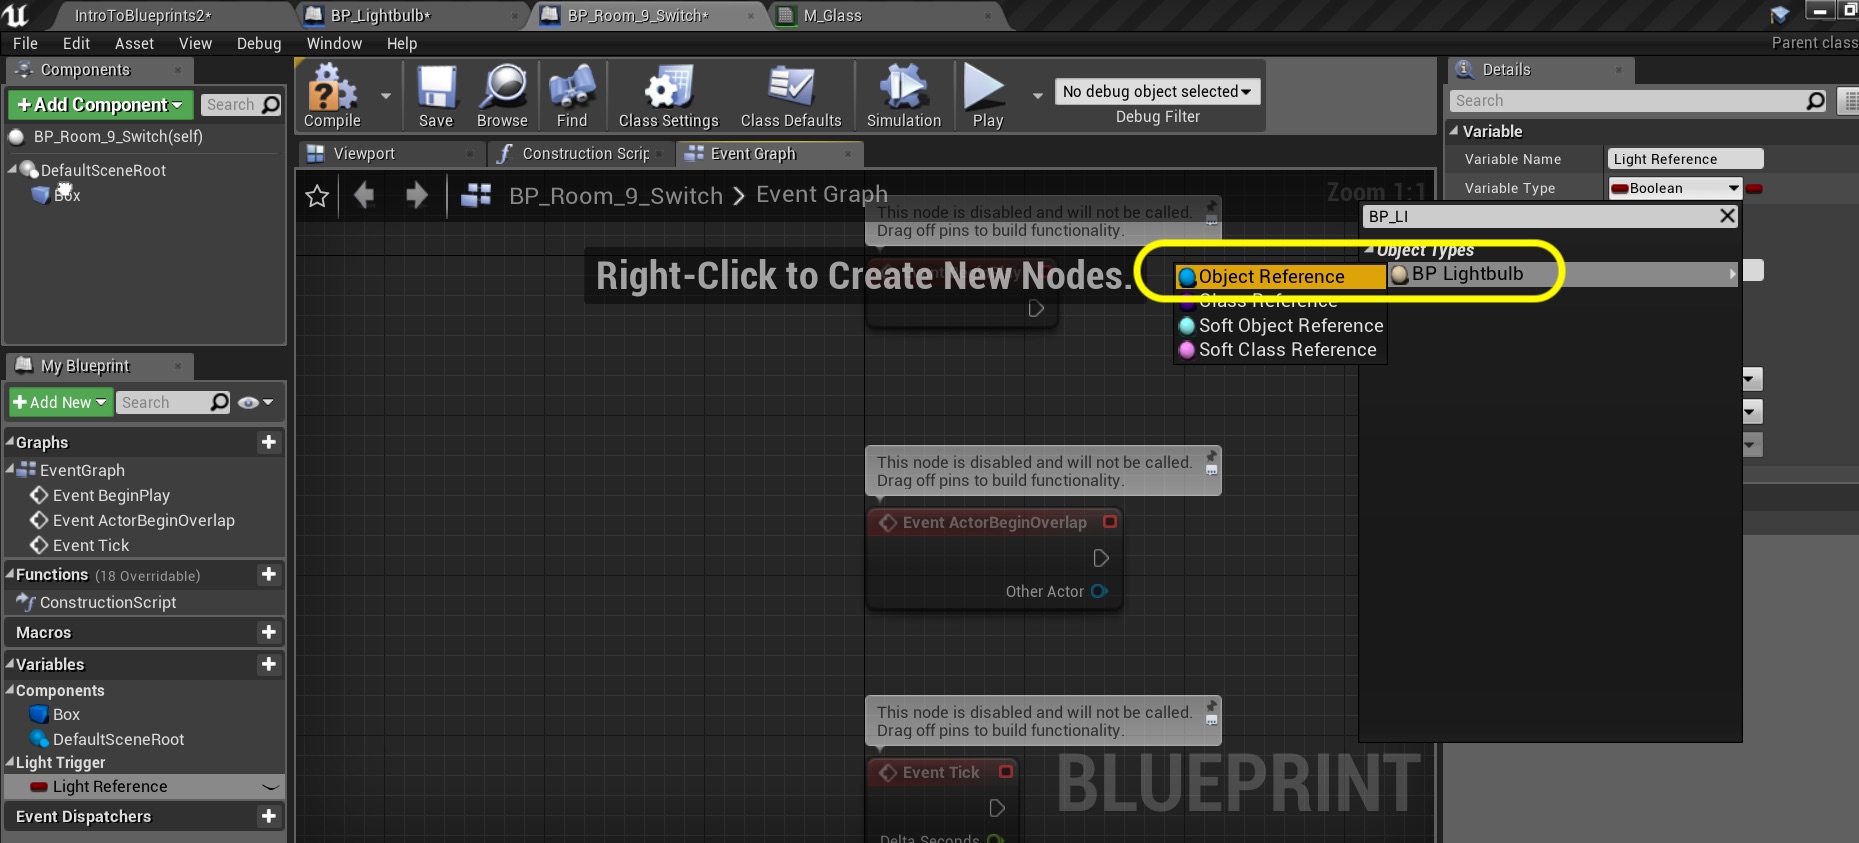 IntroToBlueprints2*
BP_Lightbulb*
BP_Room_9_Switch*
M_Glass
File Edit Asset View Debug Window Help
Parent class
Components
+Add Component
Search
BP_Room_9_Switch(self)
DefaultSceneRoot
Box
Compile
Save
Browse
Find
Class Settings
Class Defaults
Simulation
Play
No debug object selected
Debug Filter
Viewport
Construction Scrip
Event Graph
BP_Room_9_Switch > Event Graph
Zoom 1:1
This node is disabled and will not be called.
Drag off pins to build functionality.
Right-Click to Create New Nodes.
This node is disabled and will not be called.
Drag off pins to build functionality.
Event ActorBeginOverlap
Other Actor
This node is disabled and will not be called.
Drag off pins to build functionality.
Event Tick
Delta Seconds
BLUEPRINT
Details
Search
Variable
Variable Name
Light Reference
Variable Type
Boolean
BP_LI
Object Types
BP Lightbulb
Object Reference
Class Reference
Soft Object Reference
Soft Class Reference
My Blueprint
+Add New
Search
Graphs
EventGraph
Event BeginPlay
Event ActorBeginOverlap
Event Tick
Functions (18 Overridable)
ConstructionScript
Macros
Variables
Components
Box
DefaultSceneRoot
Light Trigger
Light Reference
Event Dispatchers